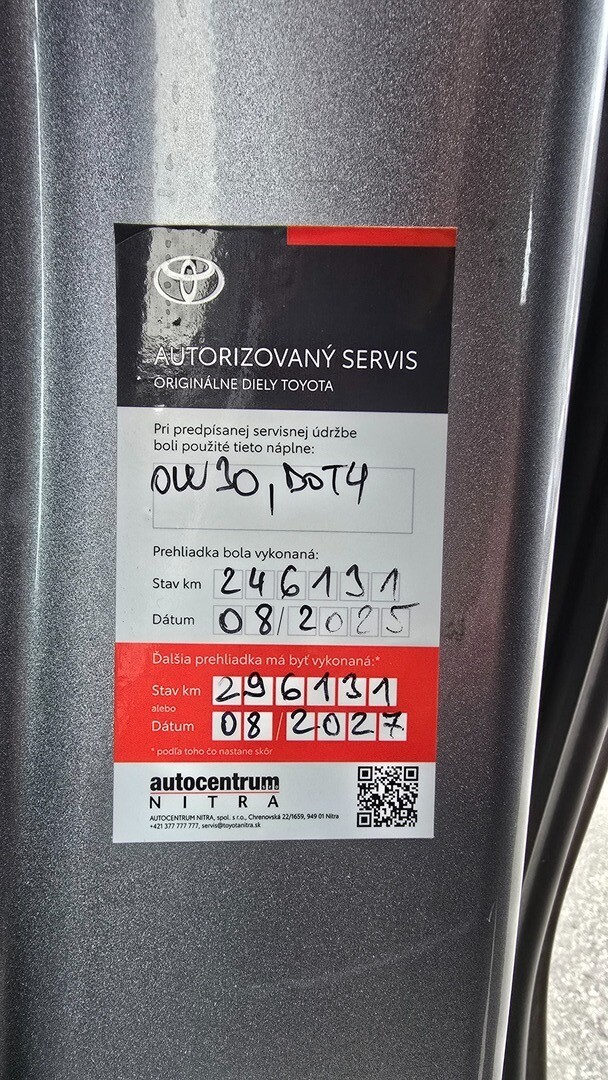 AUTORIZOVANÝ SERVIS
ORIGINÁLNE DIELY TOYOTA
Pri predpísanej servisnej údržbe
boli použité tieto náplne:
0W30, DOT4
Prehliadka bola vykonaná:
Stav km 246131
Dátum 08/2025
Ďalšia prehliadka má byť vykonaná:*
Stav km 296131
alebo
Dátum 08/2027
* podľa toho čo nastane skôr
autocentrum
NITRA
AUTOCENTRUM NITRA, spol. s r.o., Chrenovská 22/1659, 949 01 Nitra
+421 377 777 777, servis@toyotanitra.sk